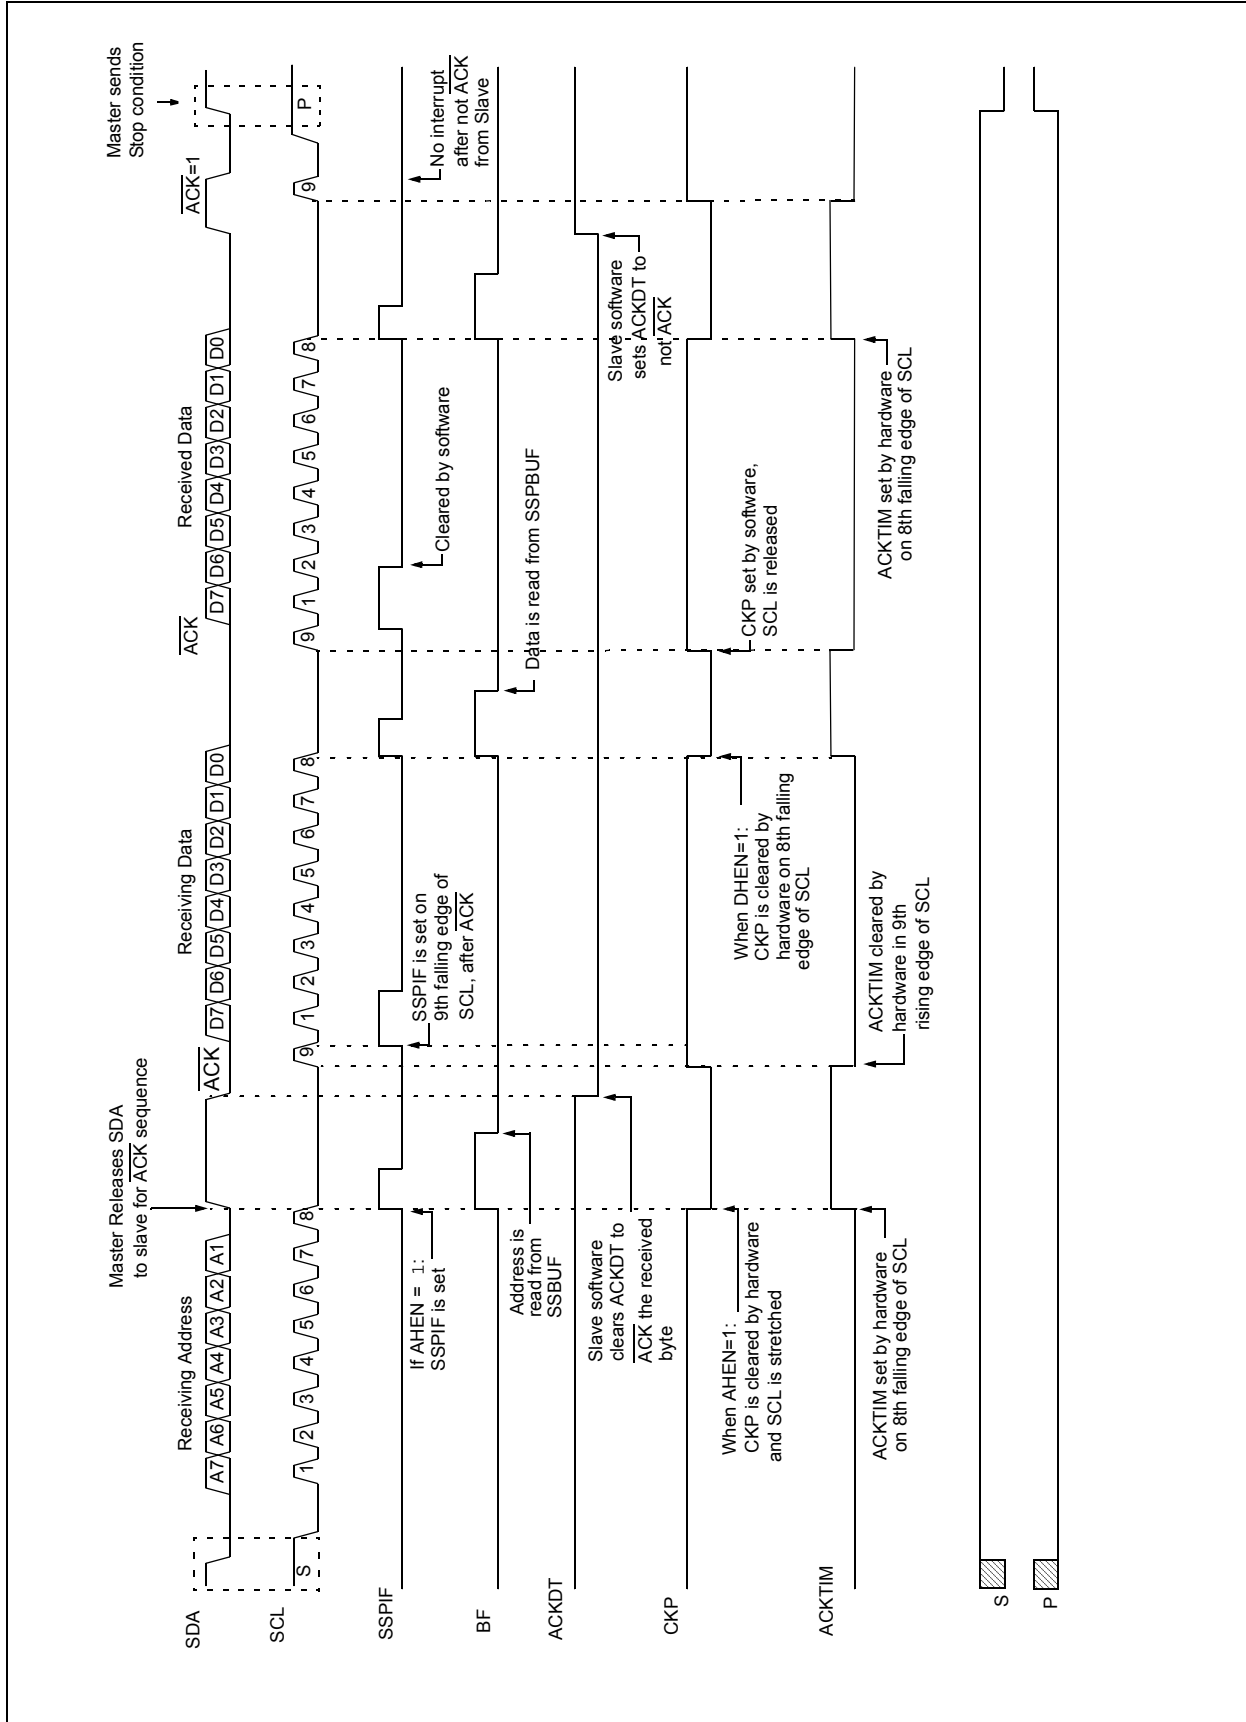 Master Releases SDA
to slave for ACK sequence
Master sends
Stop condition
Receiving Address
Receiving Data
Received Data
ACK
ACK
ACK=1
SDA
A7 A6 A5 A4 A3 A2 A1
D7 D6 D5 D4 D3 D2 D1 D0
D7 D6 D5 D4 D3 D2 D1 D0
SCL
S
1 2 3 4 5 6 7 8 9
1 2 3 4 5 6 7 8 9
1 2 3 4 5 6 7 8 9
P
SSPIF
If AHEN = 1:
SSPIF is set
SSPIF is set on
9th falling edge of
SCL, after ACK
Cleared by software
No interrupt
after not ACK
from Slave
BF
Address is
read from
SSBUF
Data is read from SSPBUF
ACKDT
Slave software
clears ACKDT to
ACK the received
byte
Slave software
sets ACKDT to
not ACK
CKP
When AHEN=1:
CKP is cleared by hardware
and SCL is stretched
When DHEN=1:
CKP is cleared by
hardware on 8th falling
edge of SCL
CKP set by software,
SCL is released
ACKTIM
ACKTIM set by hardware
on 8th falling edge of SCL
ACKTIM cleared by
hardware in 9th
rising edge of SCL
ACKTIM set by hardware
on 8th falling edge of SCL
S
P